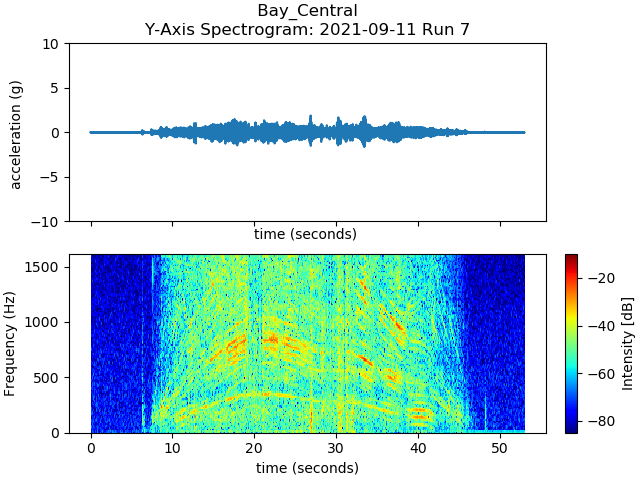 Bay_Central
Y-Axis Spectrogram: 2021-09-11 Run 7
10
5
0
−5
−10
acceleration (g)
time (seconds)
1500
1000
500
0
Frequency (Hz)
0 10 20 30 40 50
time (seconds)
−20
−40
−60
−80
Intensity [dB]